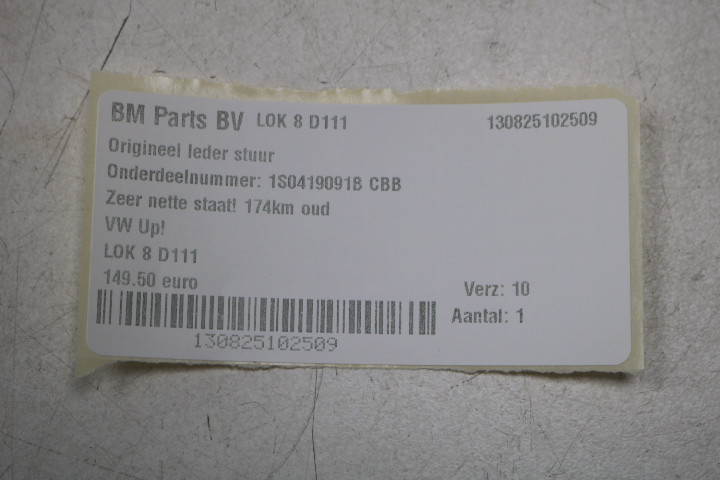 BM Parts BV LOK 8 D111 130825102509
Origineel leder stuur
Onderdeelnummer: 1S0419091B CBB
Zeer nette staat! 174km oud
VW Up!
LOK 8 D111
149.50 euro
Verz: 10
Aantal: 1
130825102509